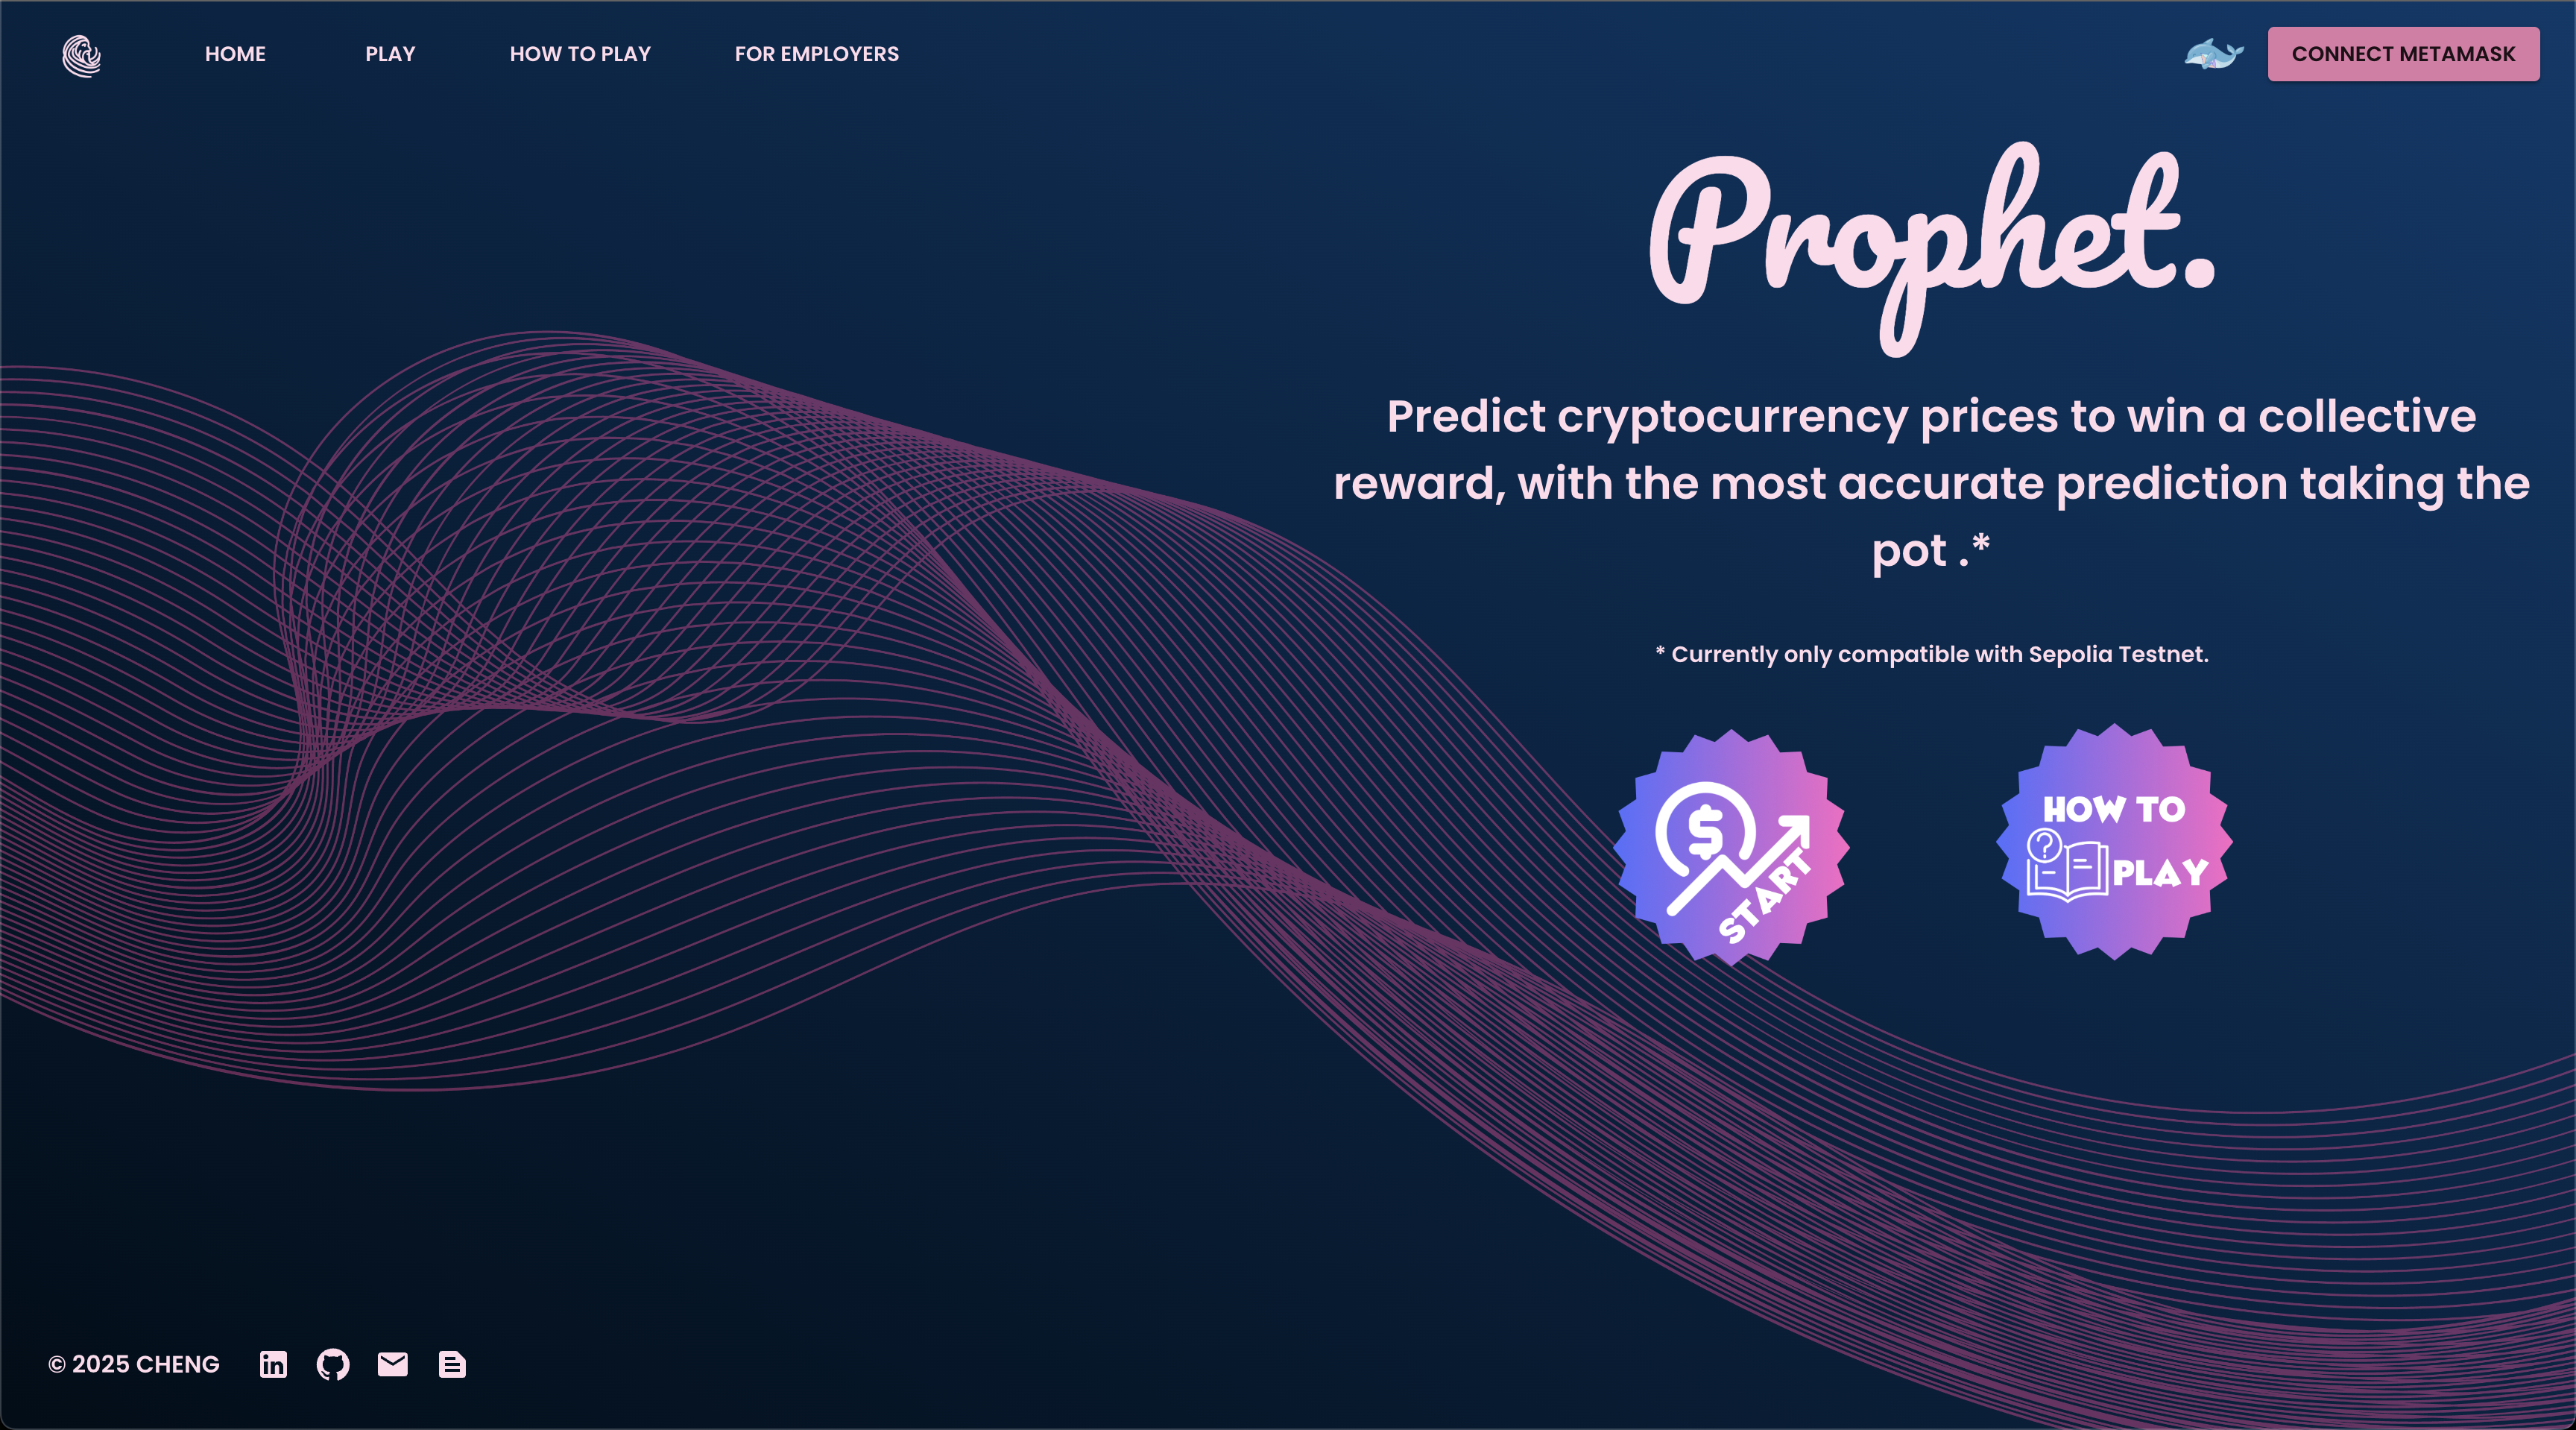 HOME
PLAY
HOW TO PLAY
FOR EMPLOYERS
CONNECT METAMASK
Prophet.
Predict cryptocurrency prices to win a collective
reward, with the most accurate prediction taking the
pot .*
* Currently only compatible with Sepolia Testnet.
$
START
HOW TO
?
PLAY
© 2025 CHENG
in